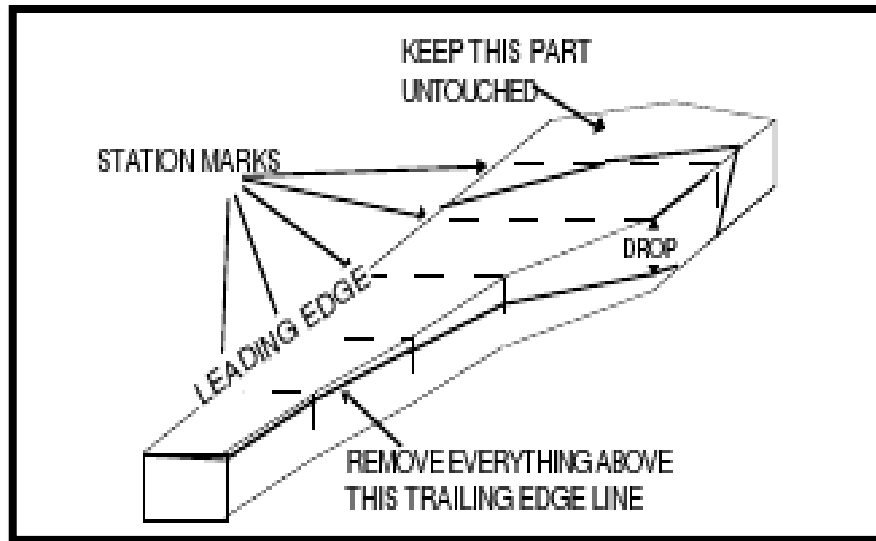 KEEP THIS PART
UNTOUCHED
STATION MARKS
DROP
LEADING EDGE
REMOVE EVERYTHING ABOVE
THIS TRAILING EDGE LINE